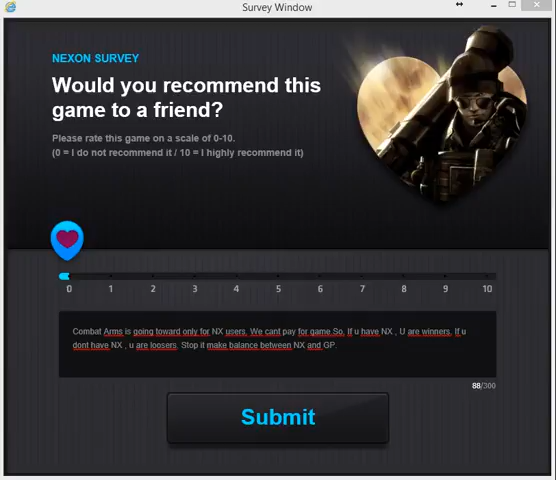 Survey Window
NEXON SURVEY
Would you recommend this
game to a friend?
Please rate this game on a scale of 0-10.
(0 = I do not recommend it / 10 = I highly recommend it)
0 1 2 3 4 5 6 7 8 9 10
Combat Arms is going toward only for NX users. We cant pay for game.So, If u have NX , U are winners, If u
dont have NX , u are loosers. Stop it make balance between NX and GP.
88/300
Submit